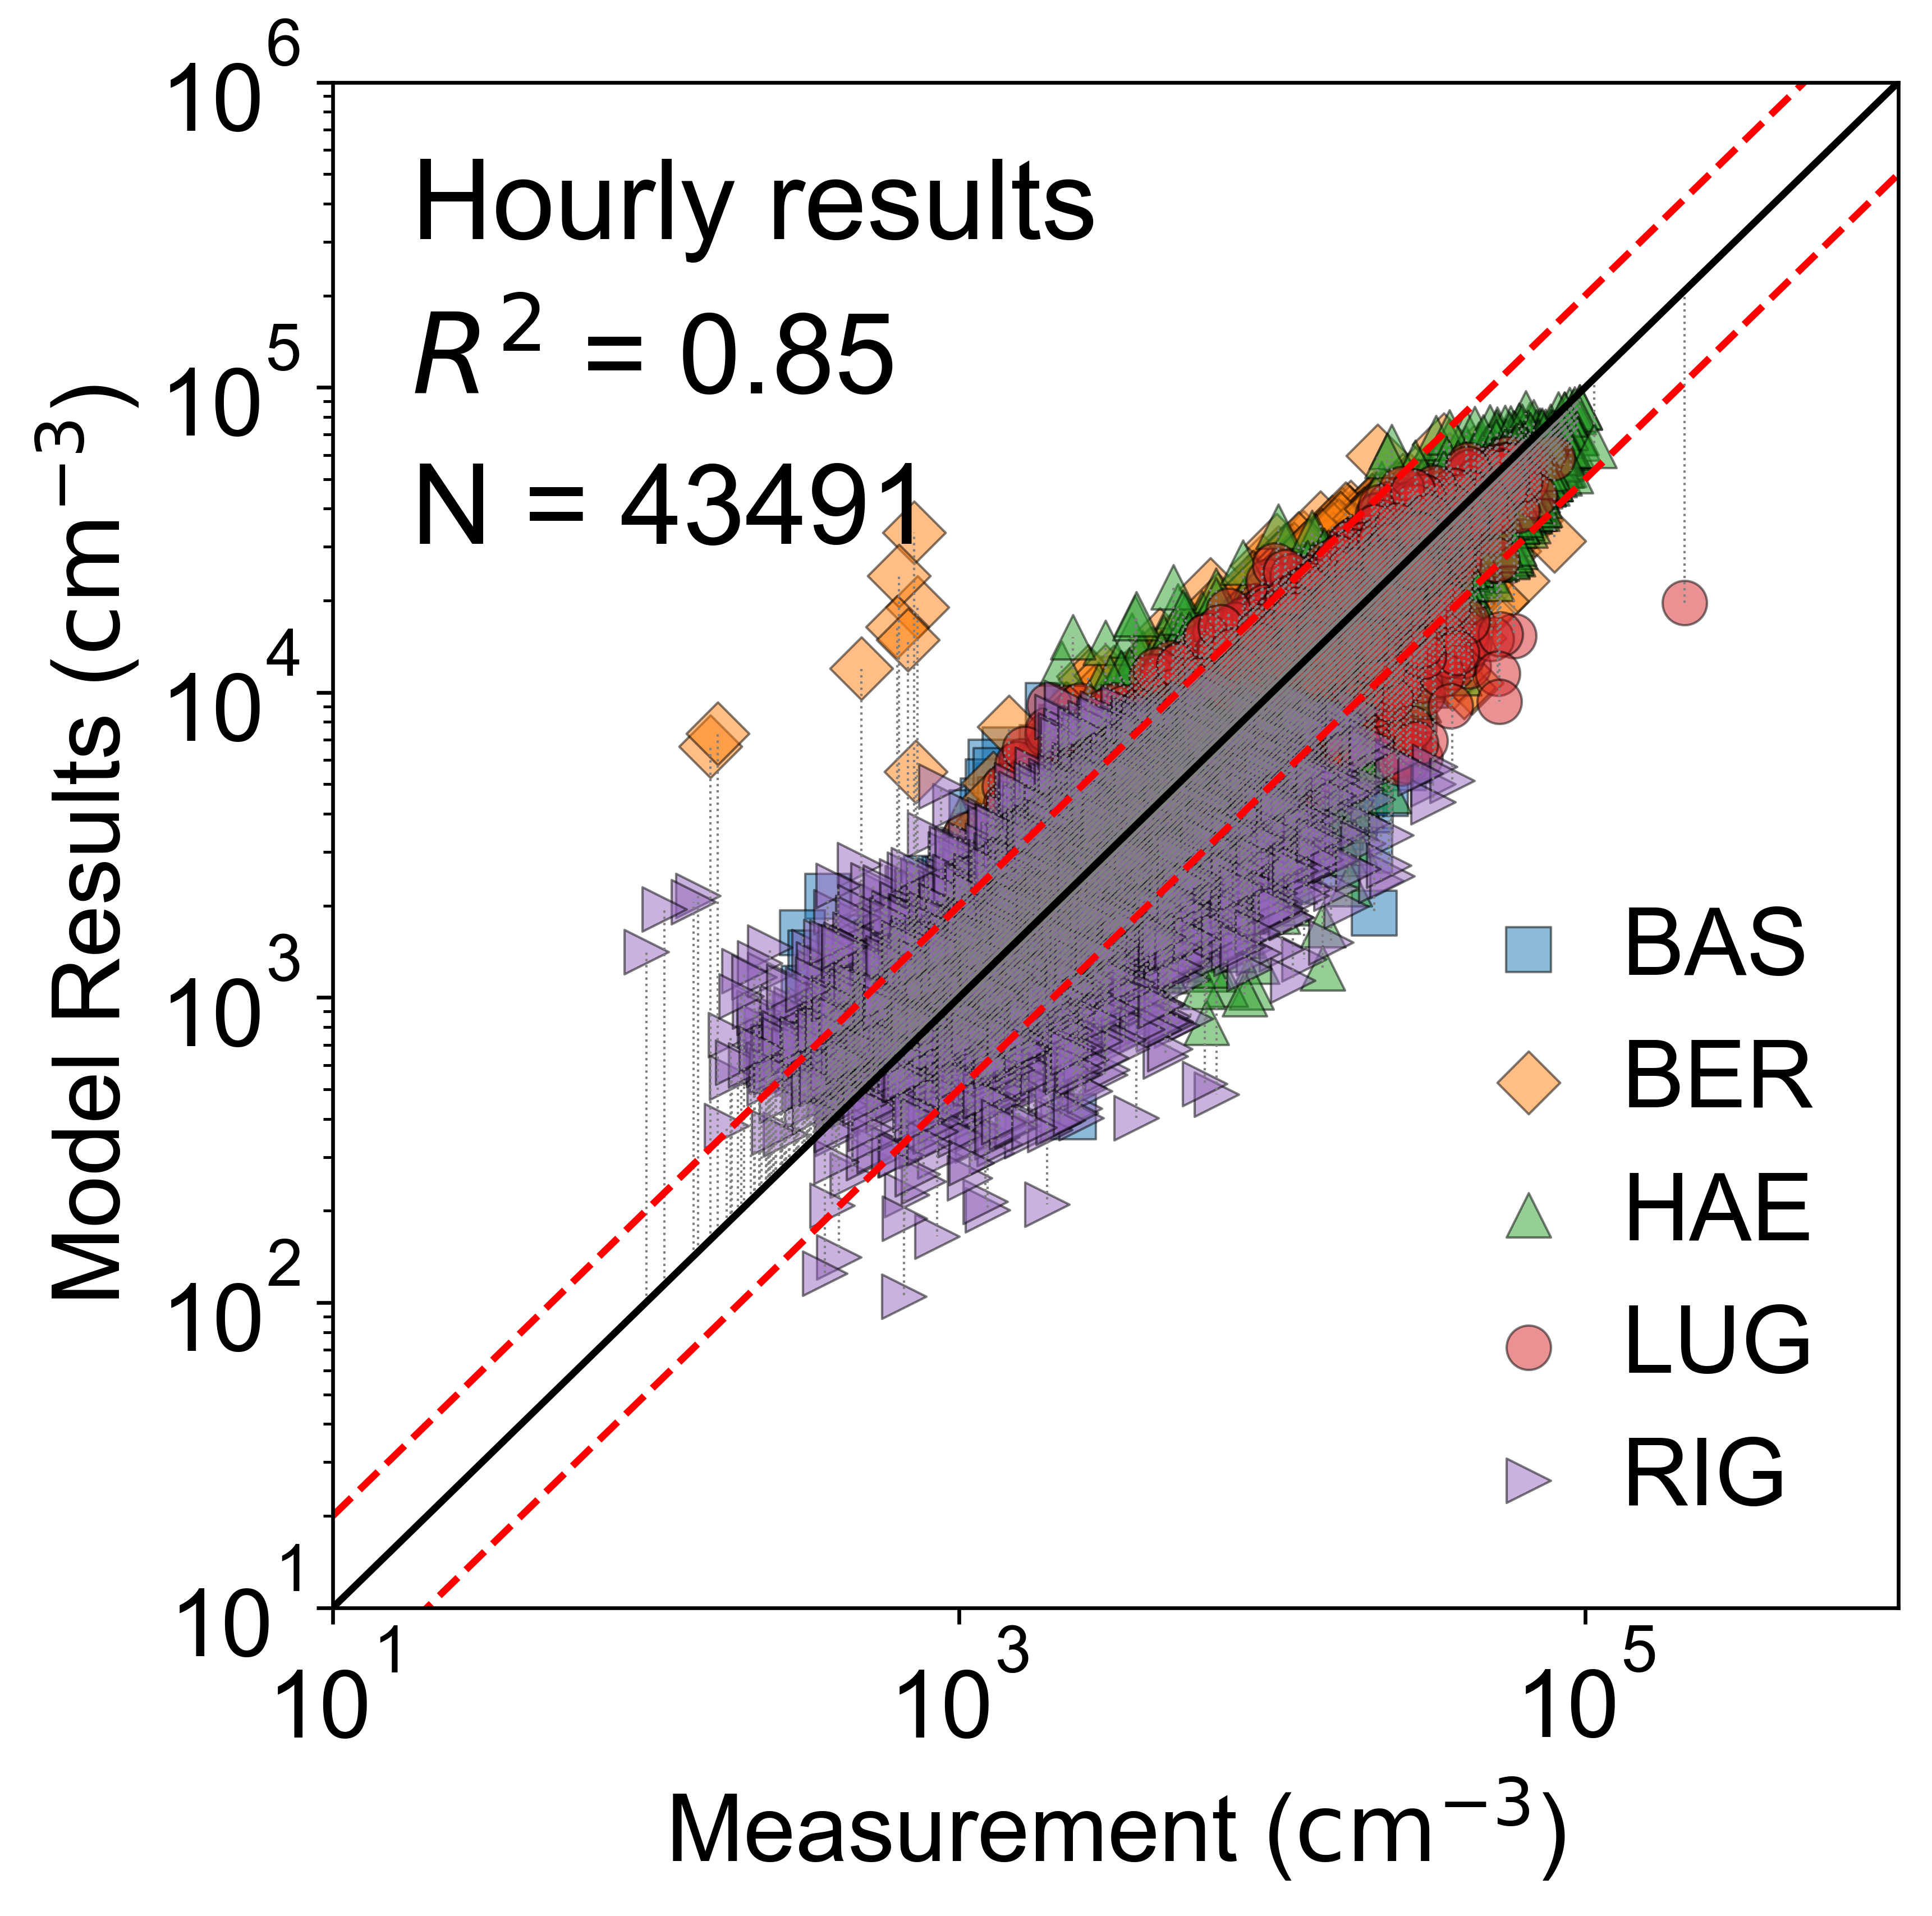 Hourly results
R² = 0.85
N = 43491
Model Results (cm⁻³)
10⁶
10⁵
10⁴
10³
10²
10¹
BAS
BER
HAE
LUG
RIG
10¹ 10³ 10⁵
Measurement (cm⁻³)